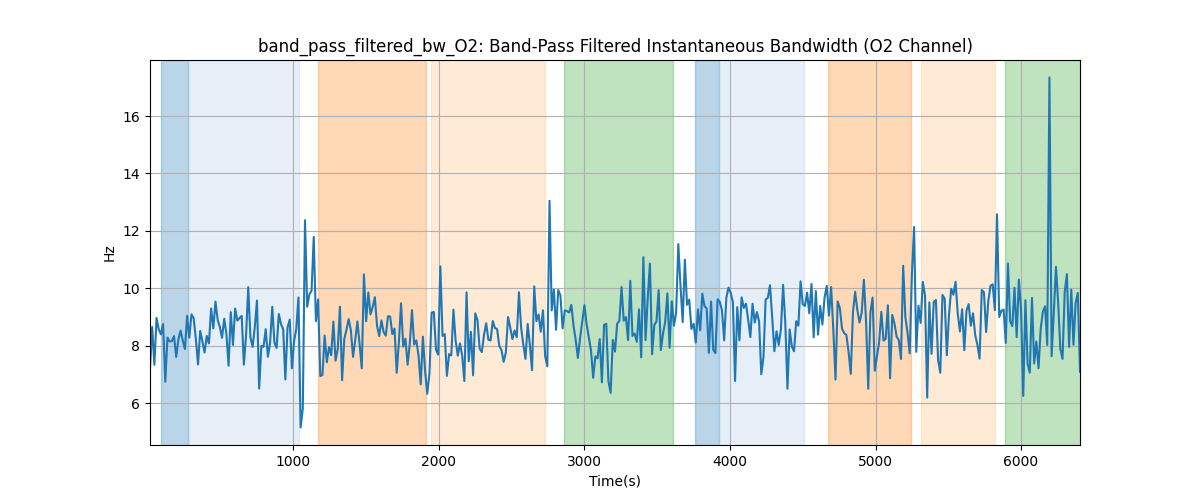 band_pass_filtered_bw_O2: Band-Pass Filtered Instantaneous Bandwidth (O2 Channel)
16
14
12
10
8
6
Hz
1000 2000 3000 4000 5000 6000
Time(s)